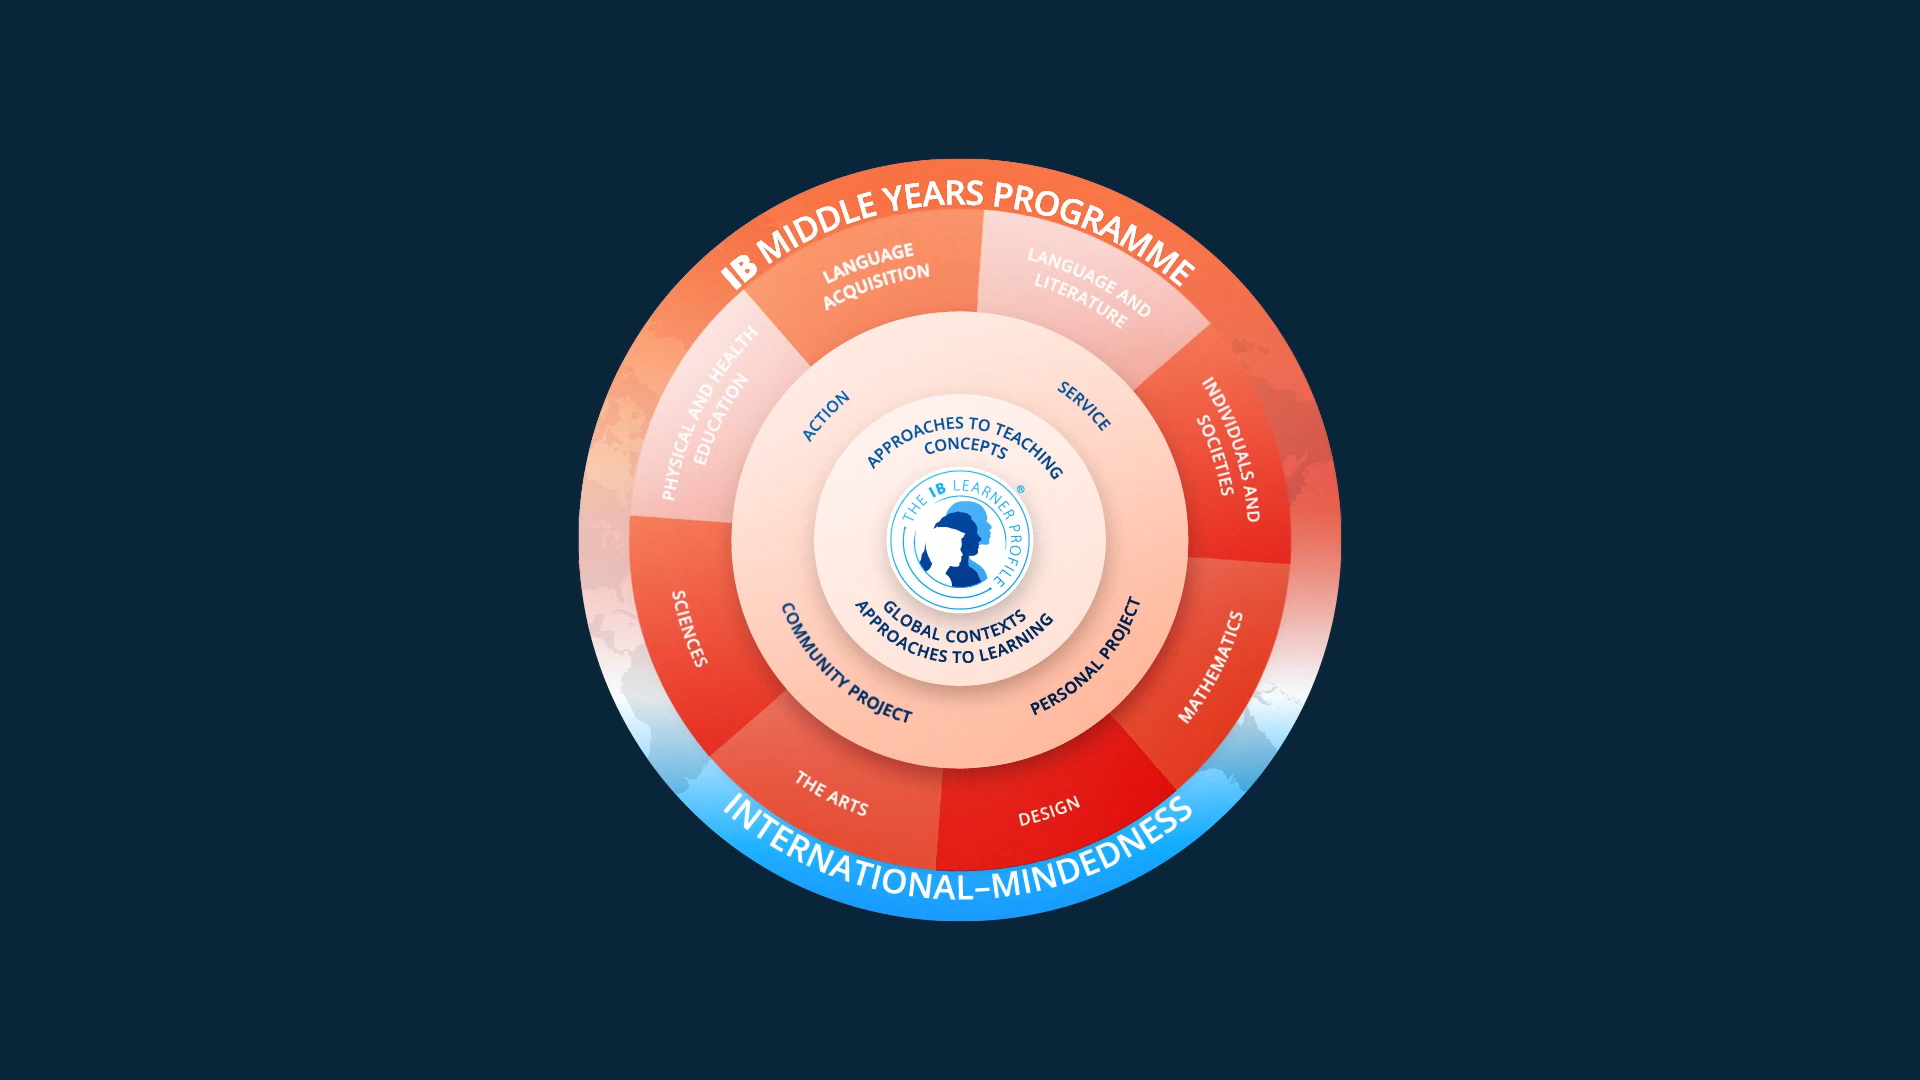 IB MIDDLE YEARS PROGRAMME
LANGUAGE
ACQUISITION
LANGUAGE AND
LITERATURE
PHYSICAL AND HEALTH
EDUCATION
INDIVIDUALS AND
SOCIETIES
ACTION
SERVICE
APPROACHES TO TEACHING
CONCEPTS
THE IB LEARNER PROFILE
®
GLOBAL CONTEXTS
APPROACHES TO LEARNING
SCIENCES
MATHEMATICS
COMMUNITY PROJECT
PERSONAL PROJECT
THE ARTS
DESIGN
INTERNATIONAL–MINDEDNESS